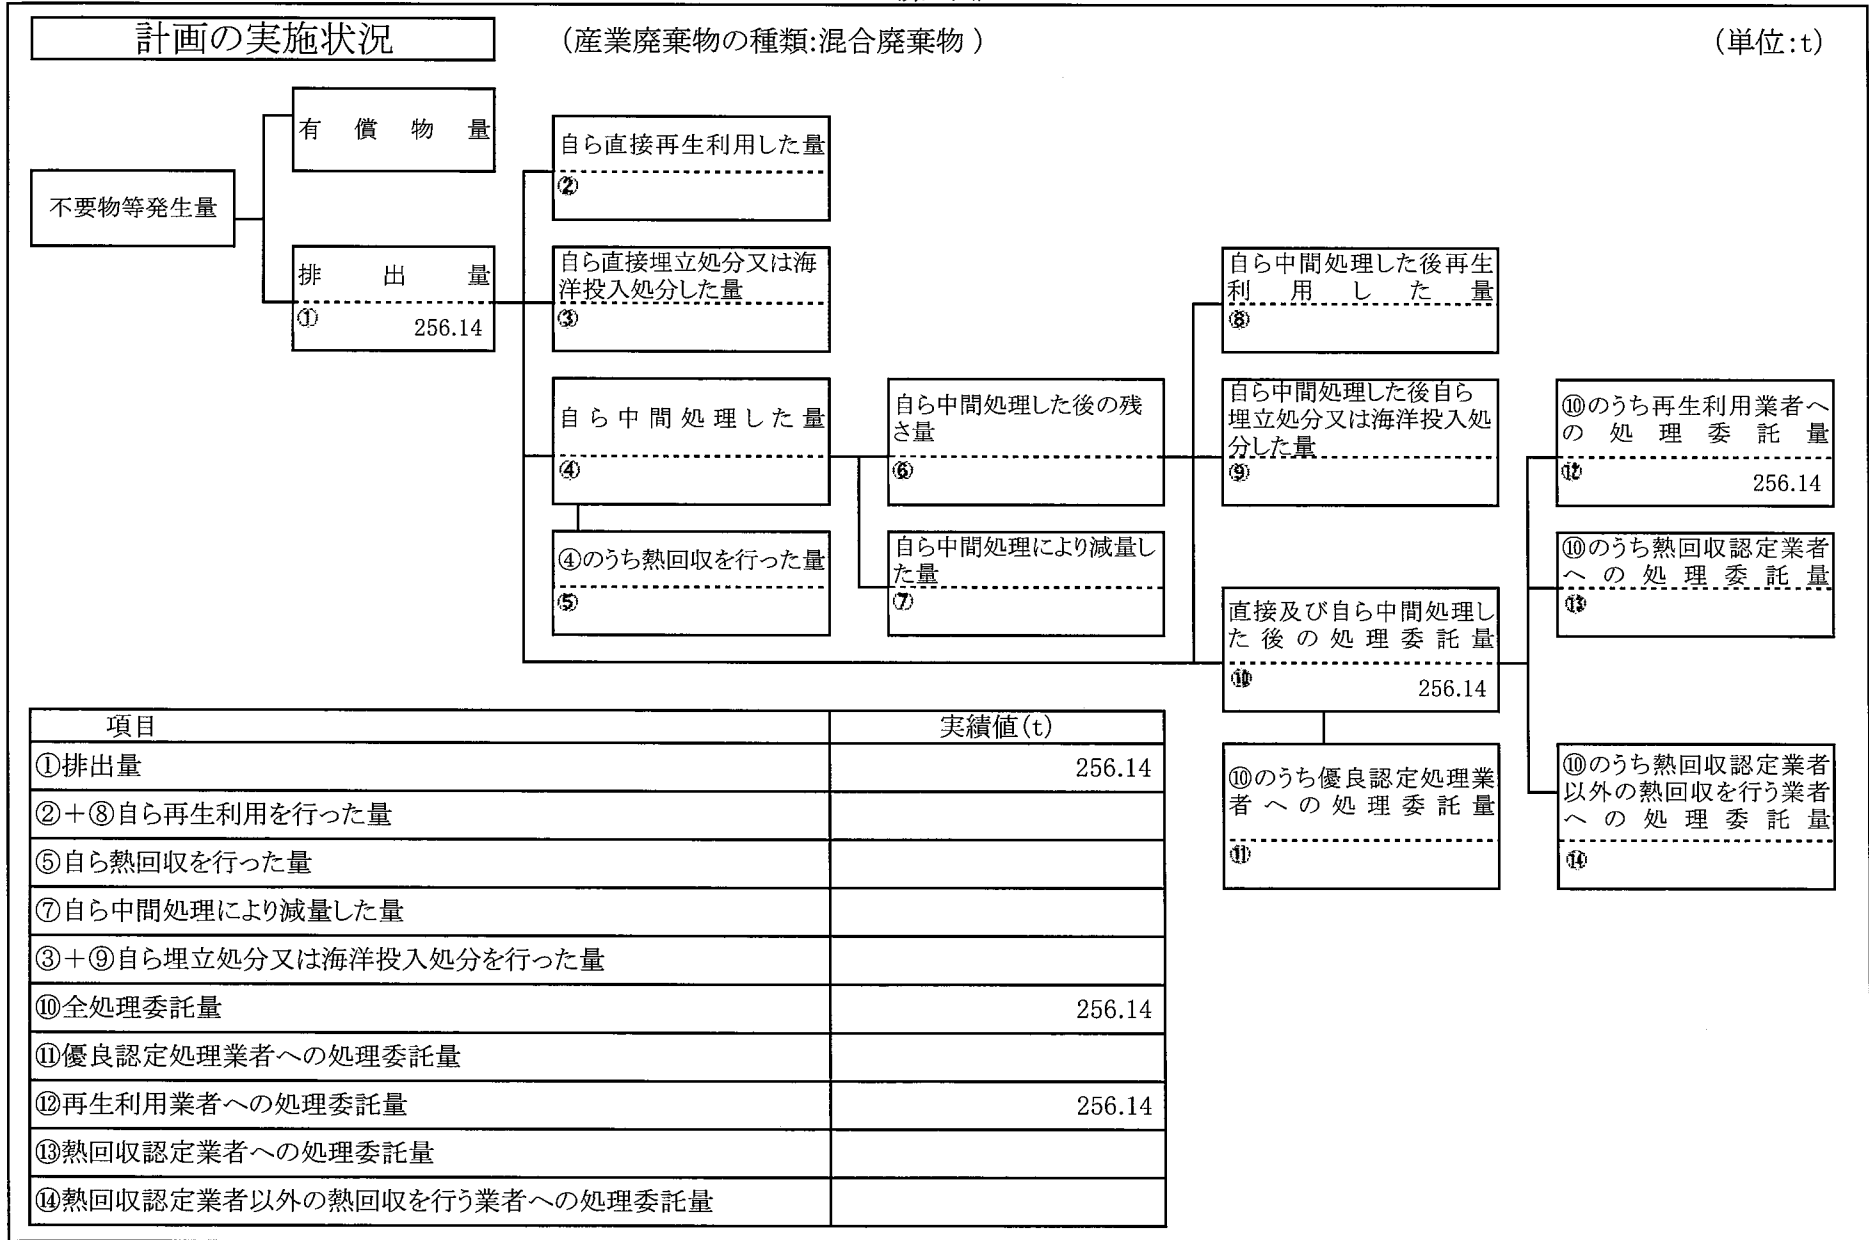 計画の実施状況
（産業廃棄物の種類:混合廃棄物 ）
（単位:t）
有償物量
不要物等発生量
排出量
①
256.14
自ら直接再生利用した量
②
自ら直接埋立処分又は海
洋投入処分した量
③
自ら中間処理した量
④
④のうち熱回収を行った量
⑤
自ら中間処理した後の残
さ量
⑥
自ら中間処理により減量し
た量
⑦
自ら中間処理した後再生
利用した量
⑧
自ら中間処理した後自ら
埋立処分又は海洋投入処
分した量
⑨
直接及び自ら中間処理し
た後の処理委託量
⑩
256.14
⑩のうち優良認定処理業
者への処理委託量
⑪
⑩のうち再生利用業者へ
の処理委託量
⑫
256.14
⑩のうち熱回収認定業者
への処理委託量
⑬
⑩のうち熱回収認定業者
以外の熱回収を行う業者
への処理委託量
⑭
項目 実績値(t)
①排出量 256.14
②＋⑧自ら再生利用を行った量
⑤自ら熱回収を行った量
⑦自ら中間処理により減量した量
③＋⑨自ら埋立処分又は海洋投入処分を行った量
⑩全処理委託量 256.14
⑪優良認定処理業者への処理委託量
⑫再生利用業者への処理委託量 256.14
⑬熱回収認定業者への処理委託量
⑭熱回収認定業者以外の熱回収を行う業者への処理委託量